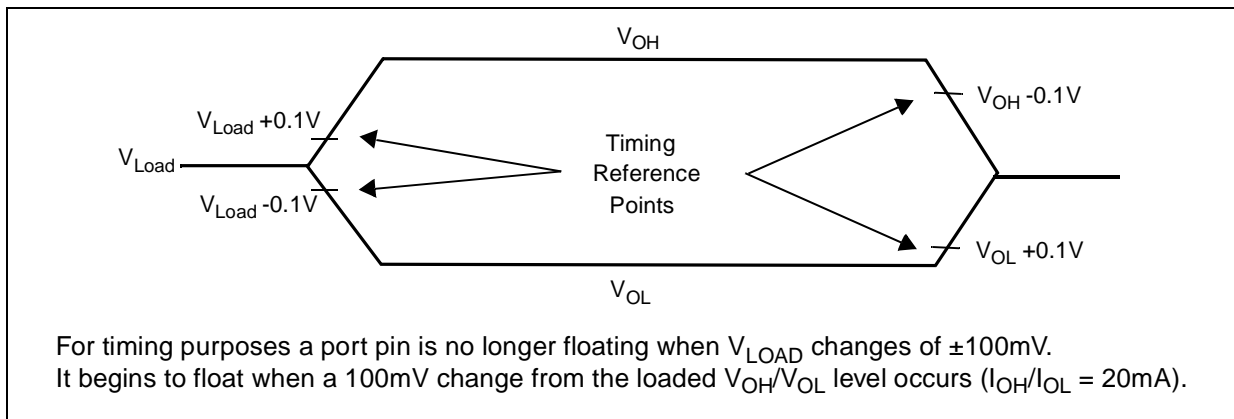 VOH
VLoad +0.1V
VOH -0.1V
Timing
VLoad
Reference
VLoad -0.1V
Points
VOL +0.1V
VOL
For timing purposes a port pin is no longer floating when VLOAD changes of ±100mV.
It begins to float when a 100mV change from the loaded VOH/VOL level occurs (IOH/IOL = 20mA).